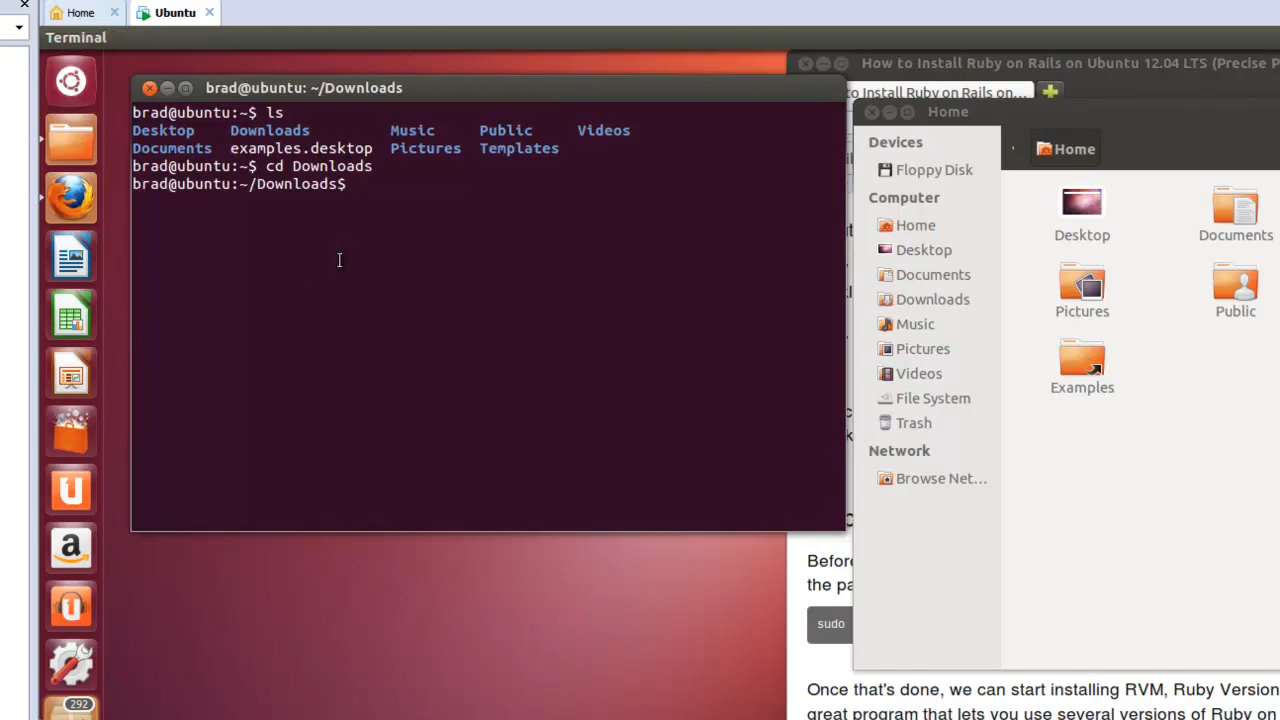 Home
Ubuntu
Terminal
brad@ubuntu: ~/Downloads
brad@ubuntu:~$ ls
Desktop Downloads Music Public Videos
Documents examples.desktop Pictures Templates
brad@ubuntu:~$ cd Downloads
brad@ubuntu:~/Downloads$
How to Install Ruby on Rails on Ubuntu 12.04 LTS (Precise P
to Install Ruby on Rails on...
Home
Devices
Floppy Disk
Computer
Home
Desktop
Documents
Downloads
Music
Pictures
Videos
File System
Trash
Network
Browse Net...
Home
Desktop
Documents
Pictures
Public
Examples
Before
the pa
sudo
Once that's done, we can start installing RVM, Ruby Version
great program that lets you use several versions of Ruby on
a
292